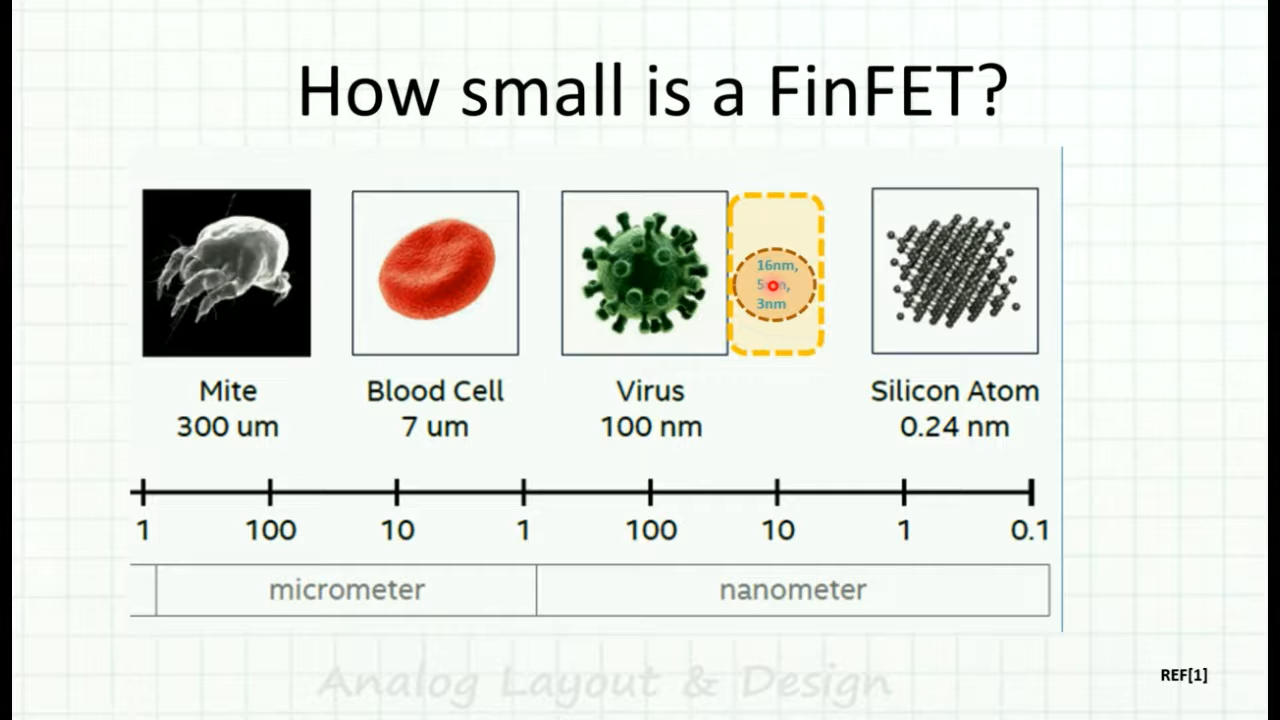 How small is a FinFET?
16nm,
3nm
Mite
300 um
Blood Cell
7 um
Virus
100 nm
Silicon Atom
0.24 nm
1 100 10 1 100 10 1 0.1
micrometer nanometer
Analog Layout & Design
REF[1]